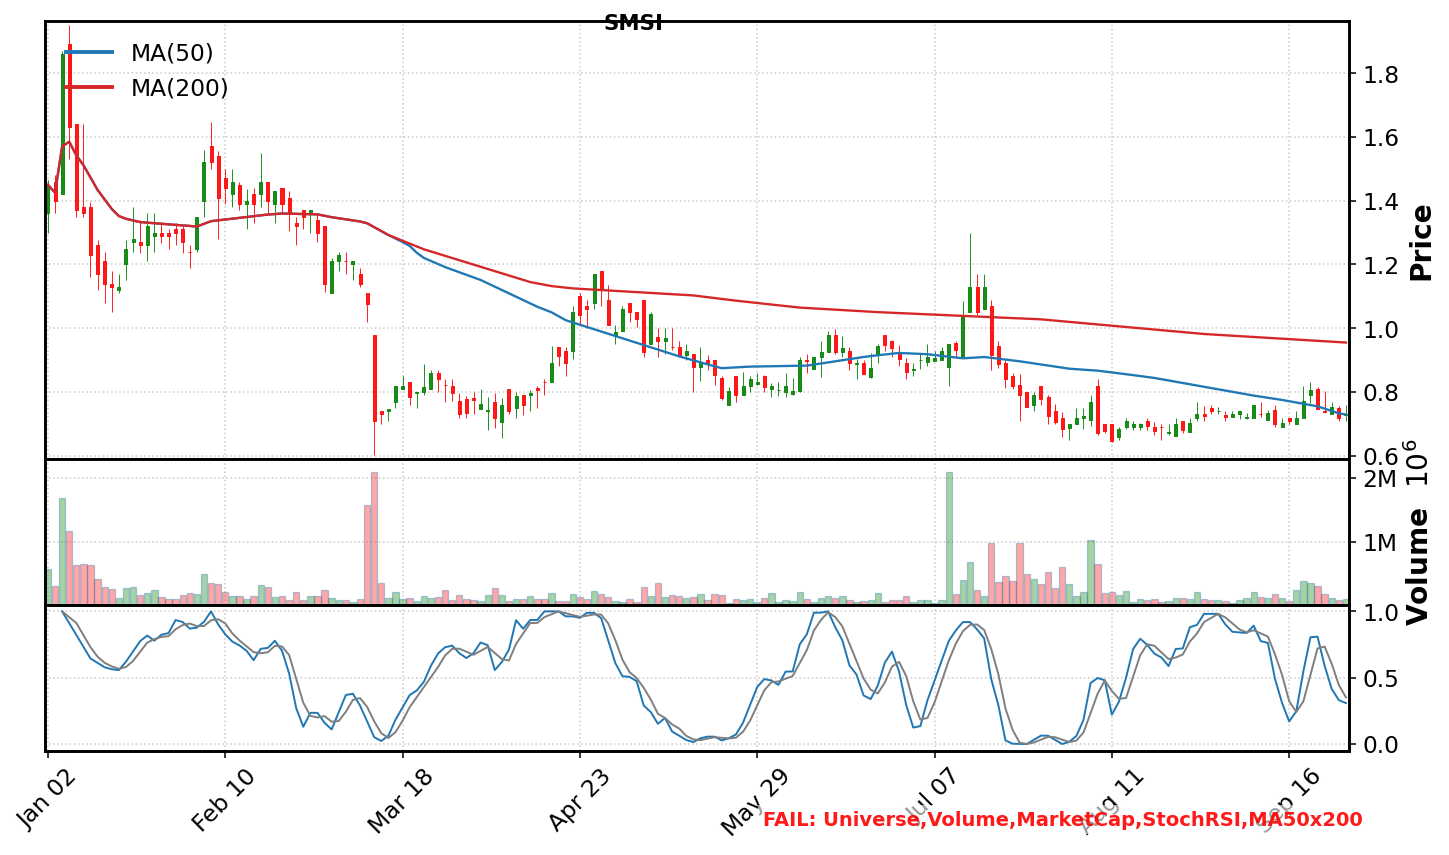 SMSI
MA(50)
MA(200)
1.8
1.6
1.4
1.2
1.0
0.8
0.6
Price
2M
1M
Volume 10^6
1.0
0.5
0.0
Jan 02
Feb 10
Mar 18
Apr 23
May 29
Jul 07
Aug 11
Sep 16
FAIL: Universe,Volume,MarketCap,StochRSI,MA50x200